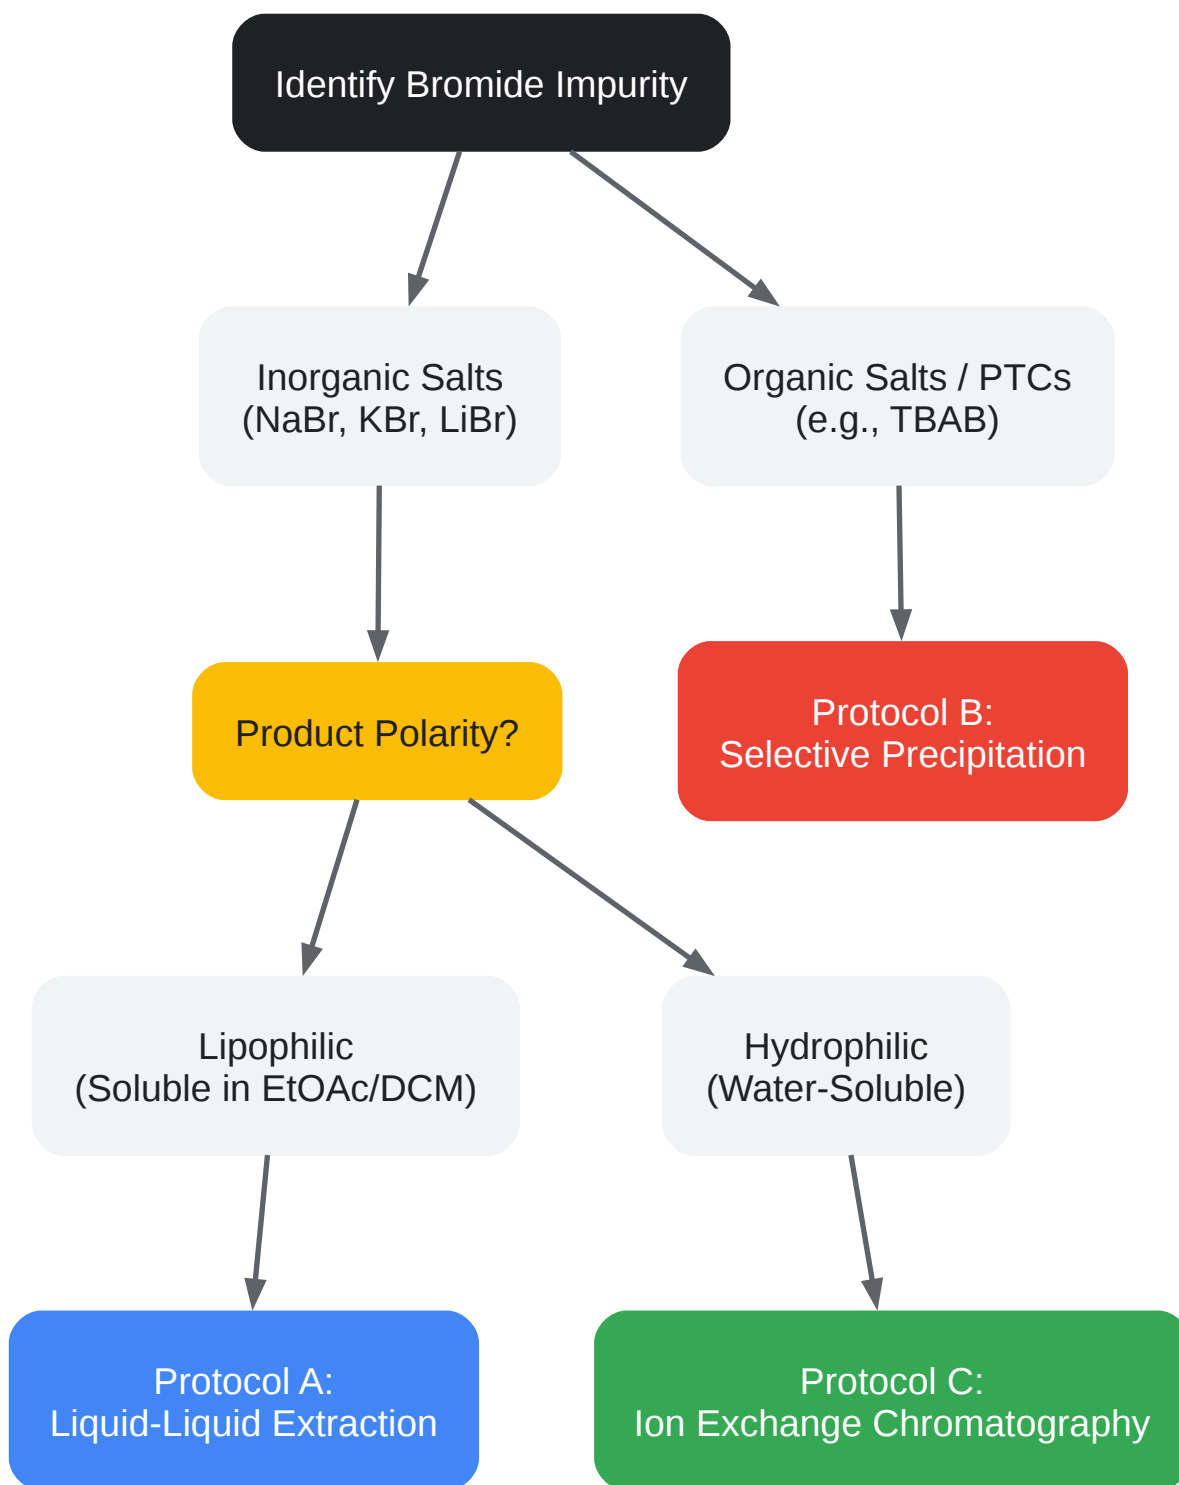 Identify Bromide Impurity
Inorganic Salts
(NaBr, KBr, LiBr)
Organic Salts / PTCs
(e.g., TBAB)
Product Polarity?
Protocol B:
Selective Precipitation
Lipophilic
(Soluble in EtOAc/DCM)
Hydrophilic
(Water-Soluble)
Protocol A:
Liquid-Liquid Extraction
Protocol C:
Ion Exchange Chromatography